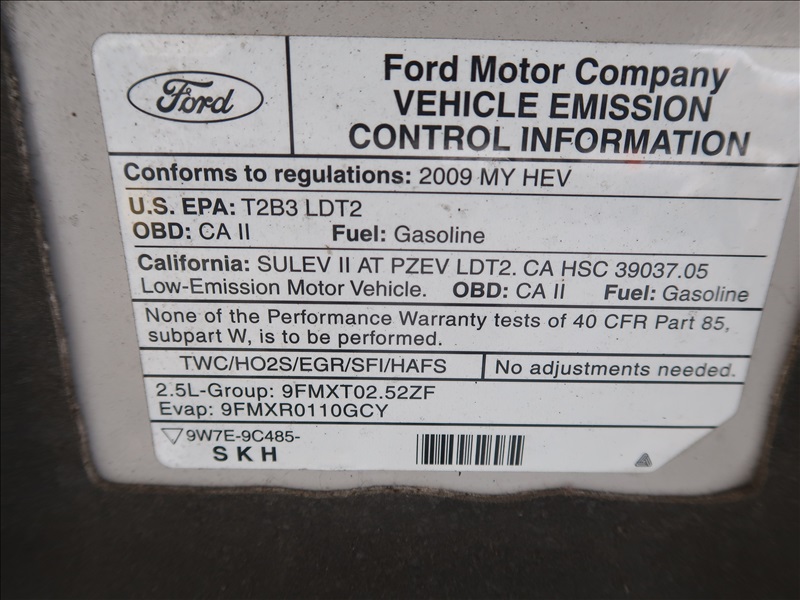 Ford
Ford Motor Company
VEHICLE EMISSION
CONTROL INFORMATION
Conforms to regulations: 2009 MY HEV
U.S. EPA: T2B3 LDT2
OBD: CA II Fuel: Gasoline
California: SULEV II AT PZEV LDT2. CA HSC 39037.05
Low-Emission Motor Vehicle. OBD: CA II Fuel: Gasoline
None of the Performance Warranty tests of 40 CFR Part 85,
subpart W, is to be performed.
TWC/HO2S/EGR/SFI/HAFS No adjustments needed.
2.5L-Group: 9FMXT02.52ZF
Evap: 9FMXR0110GCY
9W7E-9C485-
SKH